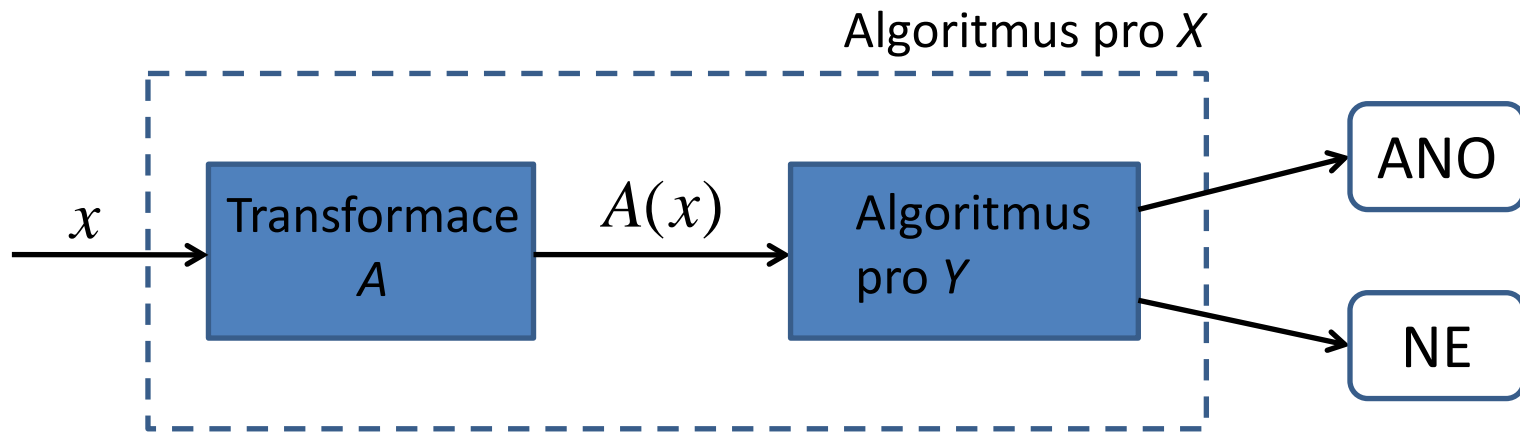 Algoritmus pro X
x
Transformace
A
A(x)
Algoritmus
pro Y
ANO
NE